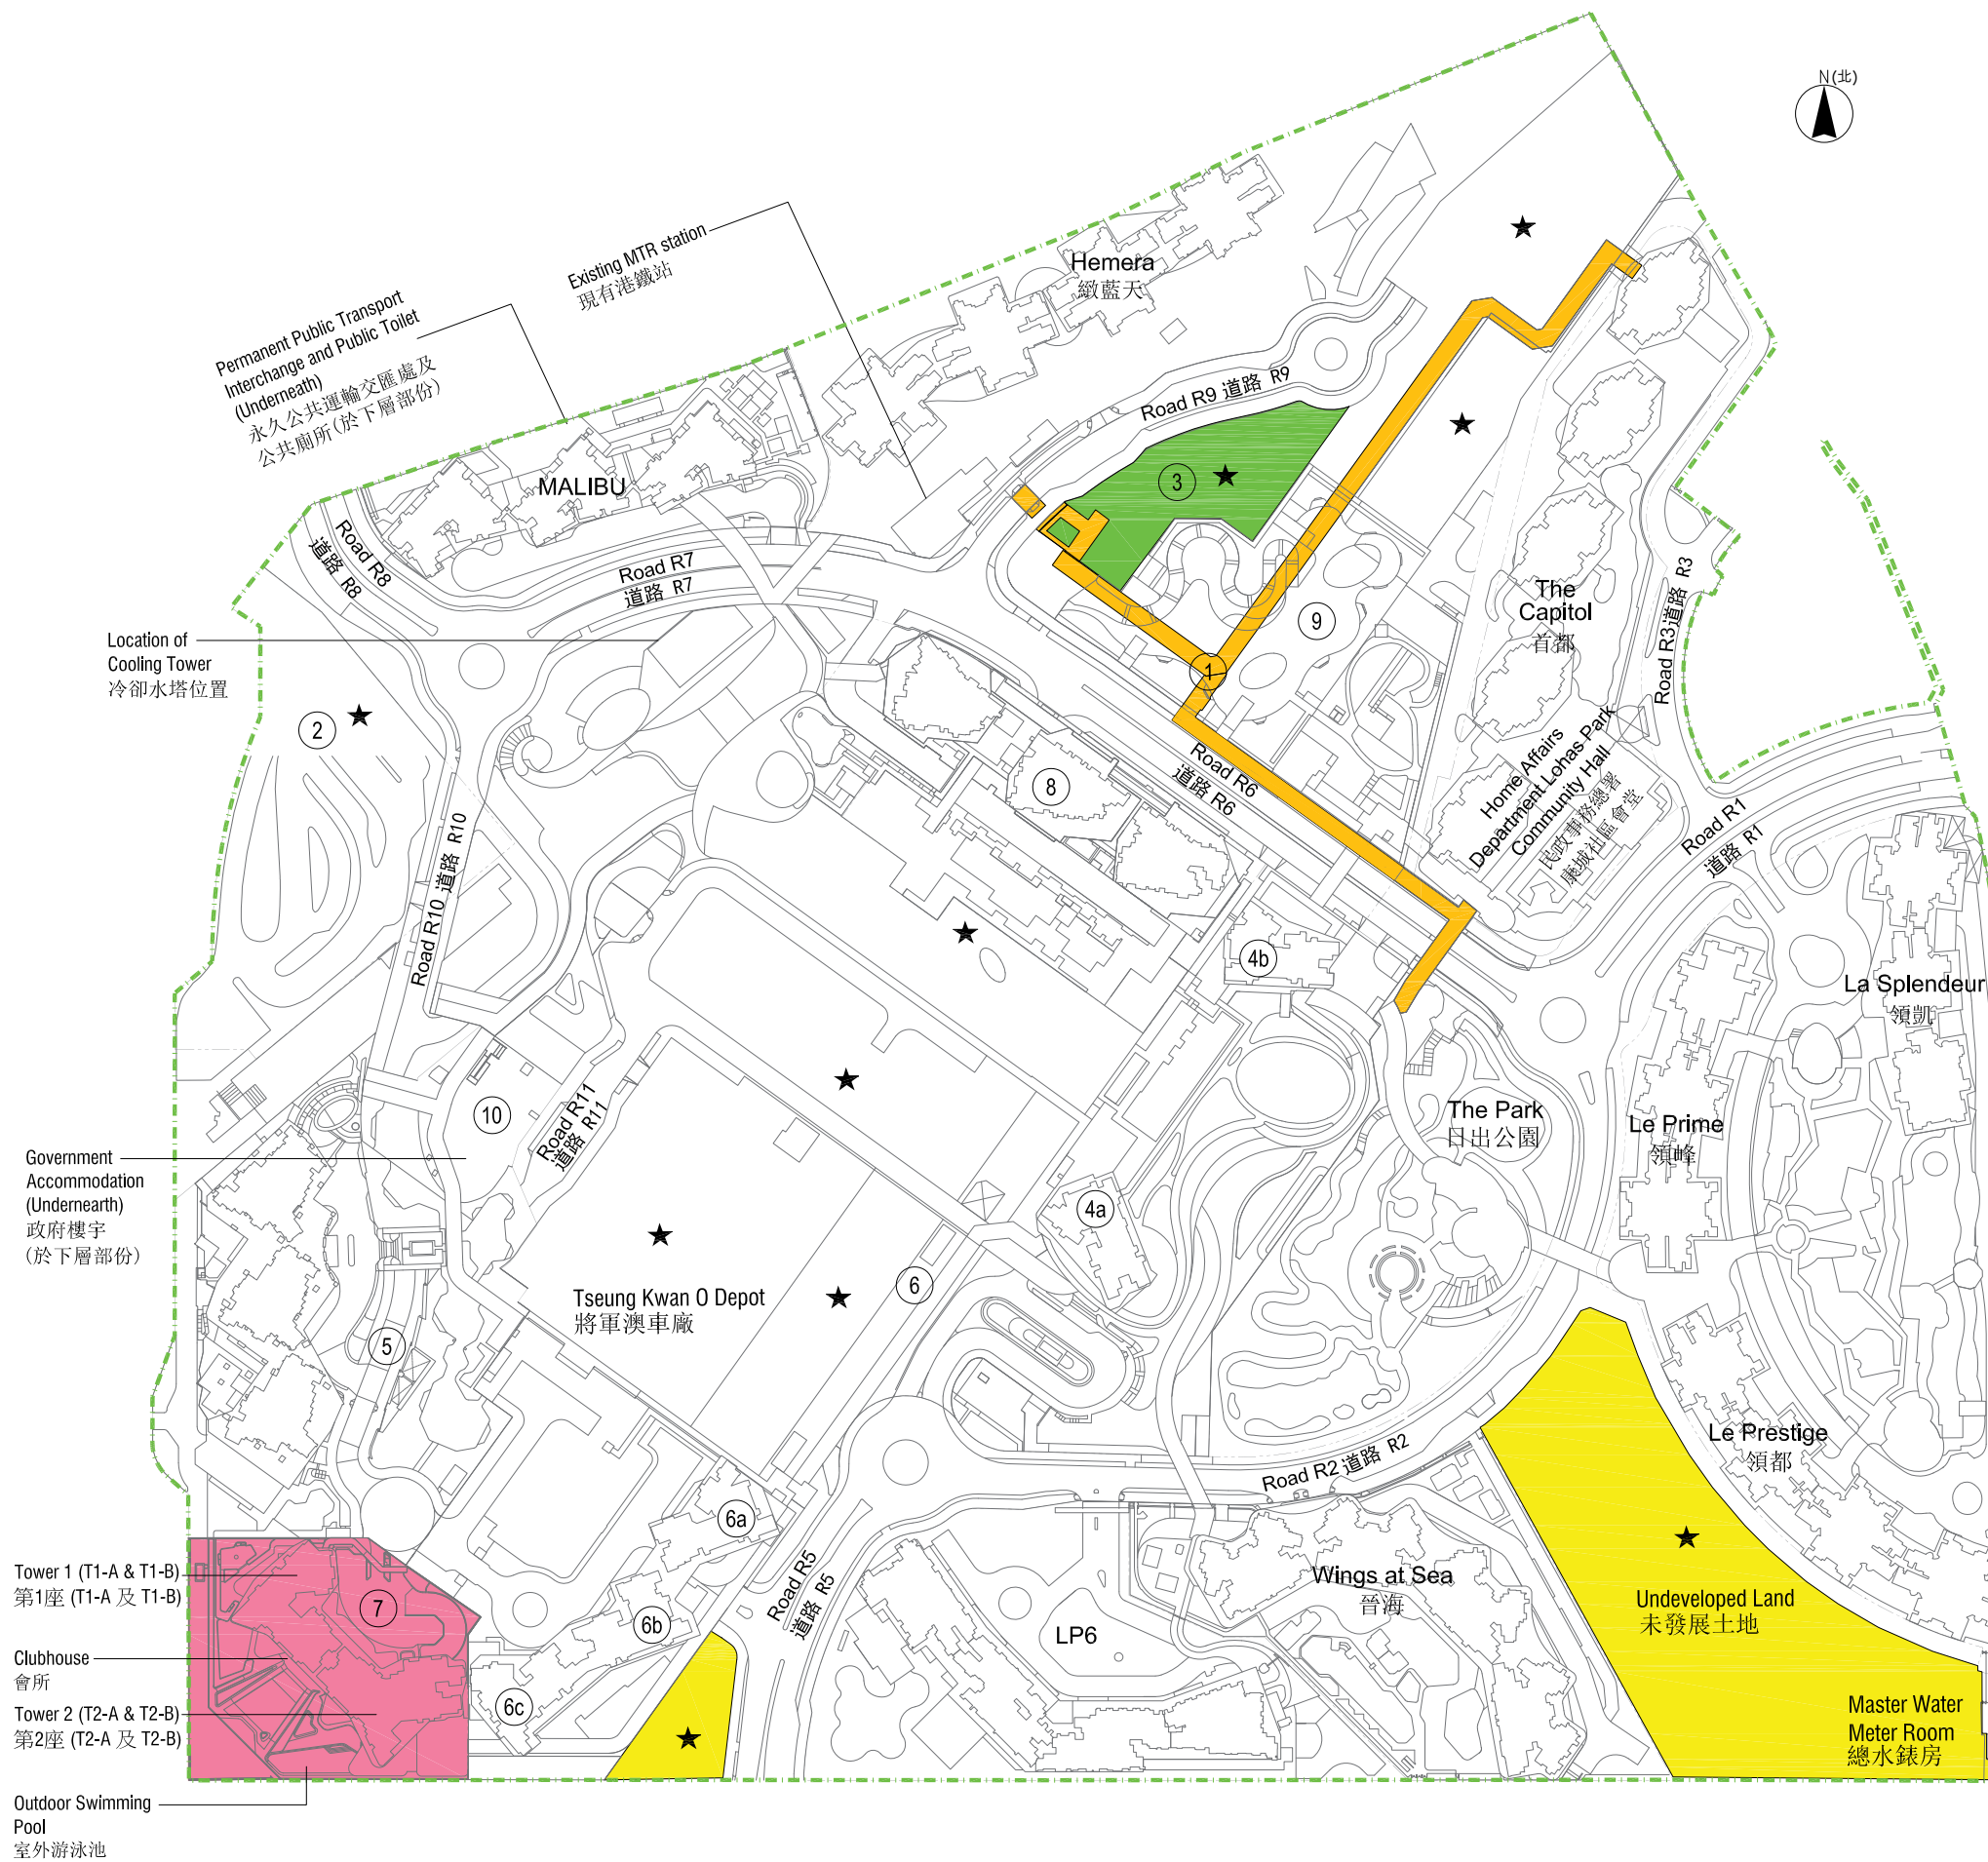 N(北)
Existing MTR station
現有港鐵站
Permanent Public Transport
Interchange and Public Toilet
(Underneath)
永久公共運輸交匯處及
公共廁所(於下層部份)
Hemera
緻藍天
MALIBU
Road R9 道路 R9
3
Road R8
道路 R8
Road R7
道路 R7
Location of
Cooling Tower
冷卻水塔位置
2
The
Capitol
首都
Road R3道路 R3
9
1
Road R6
道路 R6
8
Home Affairs
Department Lohas Park
Community Hall
民政事務總署
康城社區會堂
Road R1
道路 R1
Road R10 道路 R10
4b
La Splendeur
領凱
10
Road R11
道路 R11
The Park
日出公園
Le Prime
領峰
Government
Accommodation
(Undernearth)
政府樓宇
(於下層部份)
4a
6
Tseung Kwan O Depot
將軍澳車廠
5
Le Prestige
領都
Road R2 道路 R2
6a
Road R5
道路 R5
Tower 1 (T1-A & T1-B)
第1座 (T1-A 及 T1-B)
7
Wings at Sea
晉海
Undeveloped Land
未發展土地
6b
LP6
Clubhouse
會所
6c
Tower 2 (T2-A & T2-B)
第2座 (T2-A 及 T2-B)
Master Water
Meter Room
總水錶房
Outdoor Swimming
Pool
室外游泳池